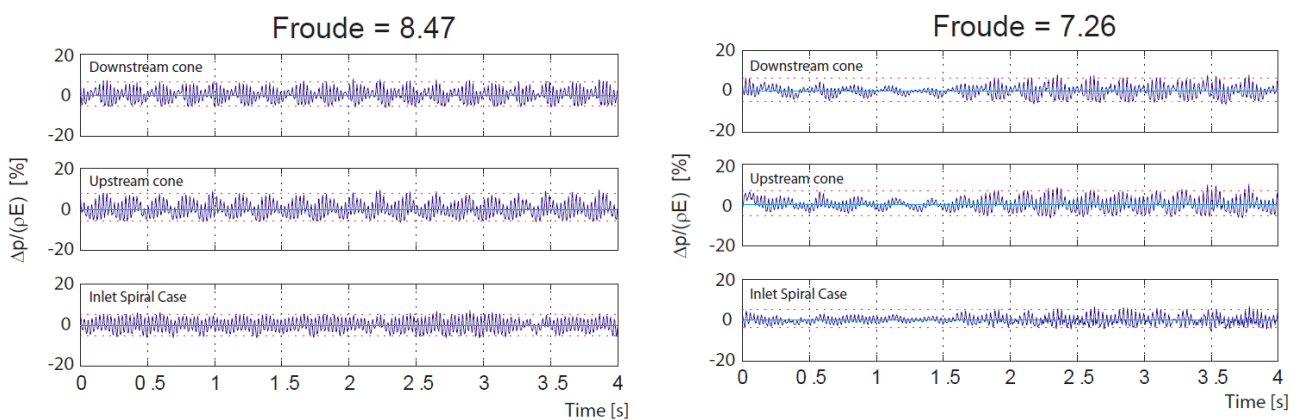 Froude = 8.47
Δp/(ρE) [%]
20
0
-20
Downstream cone
20
0
-20
Upstream cone
20
0
-20
Inlet Spiral Case
0 0 .5 1 1.5 2 2 .5 3 3 .5 4
Time [s]
Froude = 7.26
Δp/(ρE) [%]
20
0
-20
Downstream cone
20
0
-20
Upstream cone
20
0
-20
Inlet Spiral Case
0 0 .5 1 1.5 2 2 .5 3 3 .5 4
Time [s]